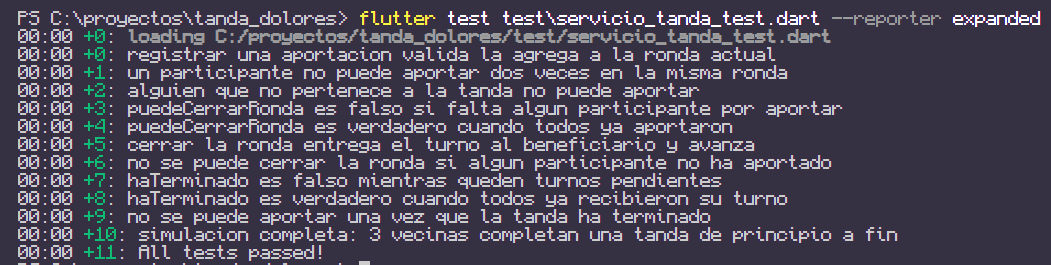 PS C:\proyectos\tanda_dolores> flutter test test\servicio_tanda_test.dart --reporter expanded
00:00 +0: loading C:/proyectos/tanda_dolores/test/servicio_tanda_test.dart
00:00 +0: registrar una aportacion valida la agrega a la ronda actual
00:00 +1: un participante no puede aportar dos veces en la misma ronda
00:00 +2: alguien que no pertenece a la tanda no puede aportar
00:00 +3: puedeCerrarRonda es falso si falta algun participante por aportar
00:00 +4: puedeCerrarRonda es verdadero cuando todos ya aportaron
00:00 +5: cerrar la ronda entrega el turno al beneficiario y avanza
00:00 +6: no se puede cerrar la ronda si algun participante no ha aportado
00:00 +7: haTerminado es falso mientras queden turnos pendientes
00:00 +8: haTerminado es verdadero cuando todos ya recibieron su turno
00:00 +9: no se puede aportar una vez que la tanda ha terminado
00:00 +10: simulacion completa: 3 vecinas completan una tanda de principio a fin
00:00 +11: All tests passed!